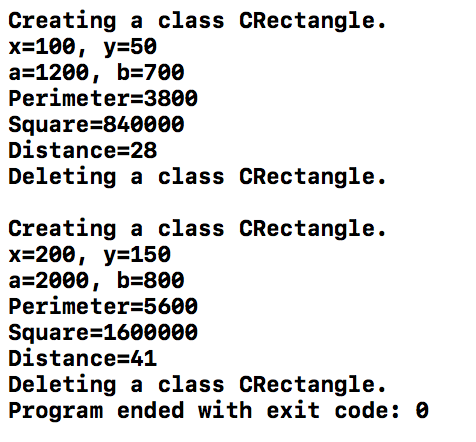 Creating a class CRectangle.
x=100, y=50
a=1200, b=700
Perimeter=3800
Square=840000
Distance=28
Deleting a class CRectangle.

Creating a class CRectangle.
x=200, y=150
a=2000, b=800
Perimeter=5600
Square=1600000
Distance=41
Deleting a class CRectangle.
Program ended with exit code: 0